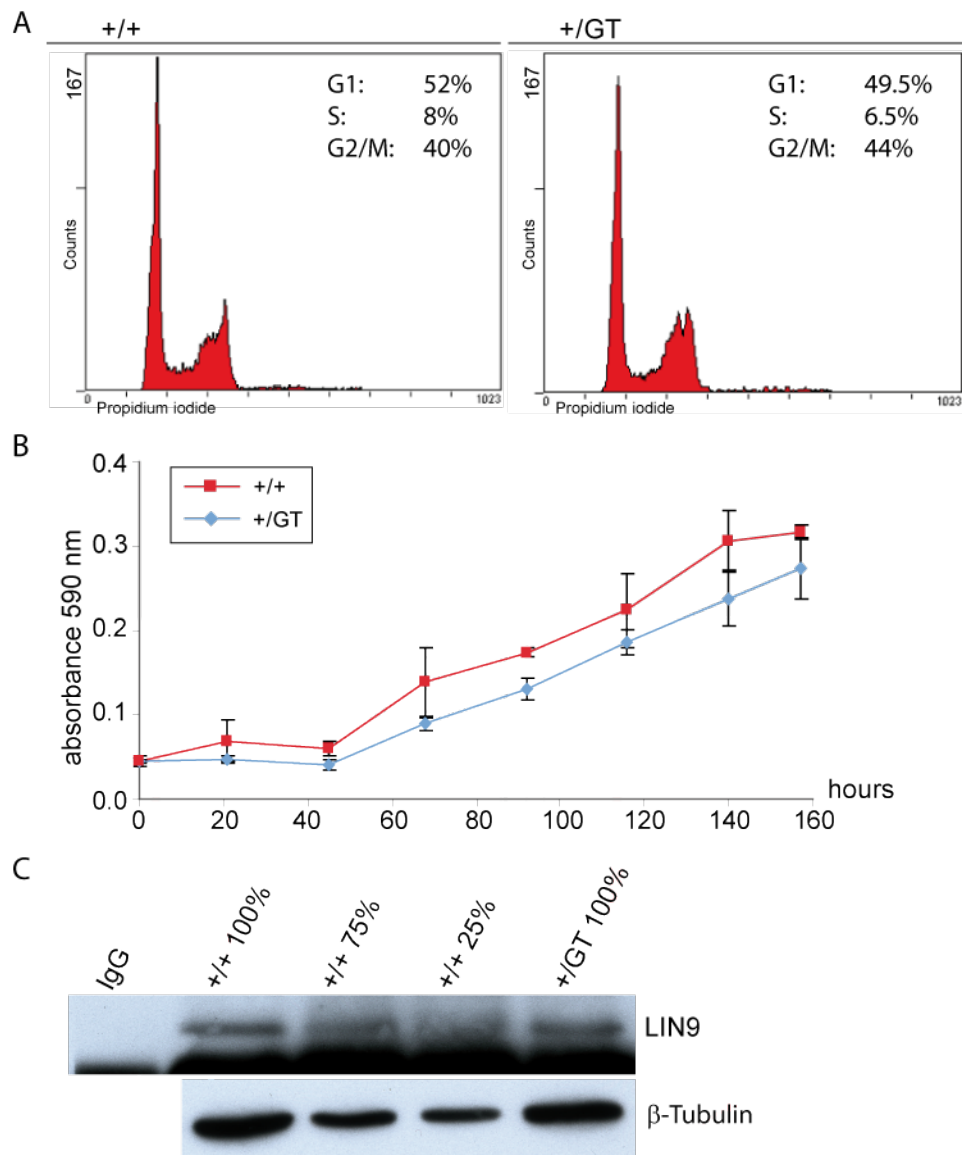 A
+/+
+/GT
167
Counts
G1: 52%
S: 8%
G2/M: 40%
0
1023
Propidium iodide
167
Counts
G1: 49.5%
S: 6.5%
G2/M: 44%
0
1023
Propidium iodide
B
0.4
0.3
0.2
0.1
0.0
absorbance 590 nm
+/+
+/GT
0 20 40 60 80 100 120 140 160
hours
C
IgG
+/+ 100%
+/+ 75%
+/+ 25%
+/GT 100%
LIN9
β-Tubulin